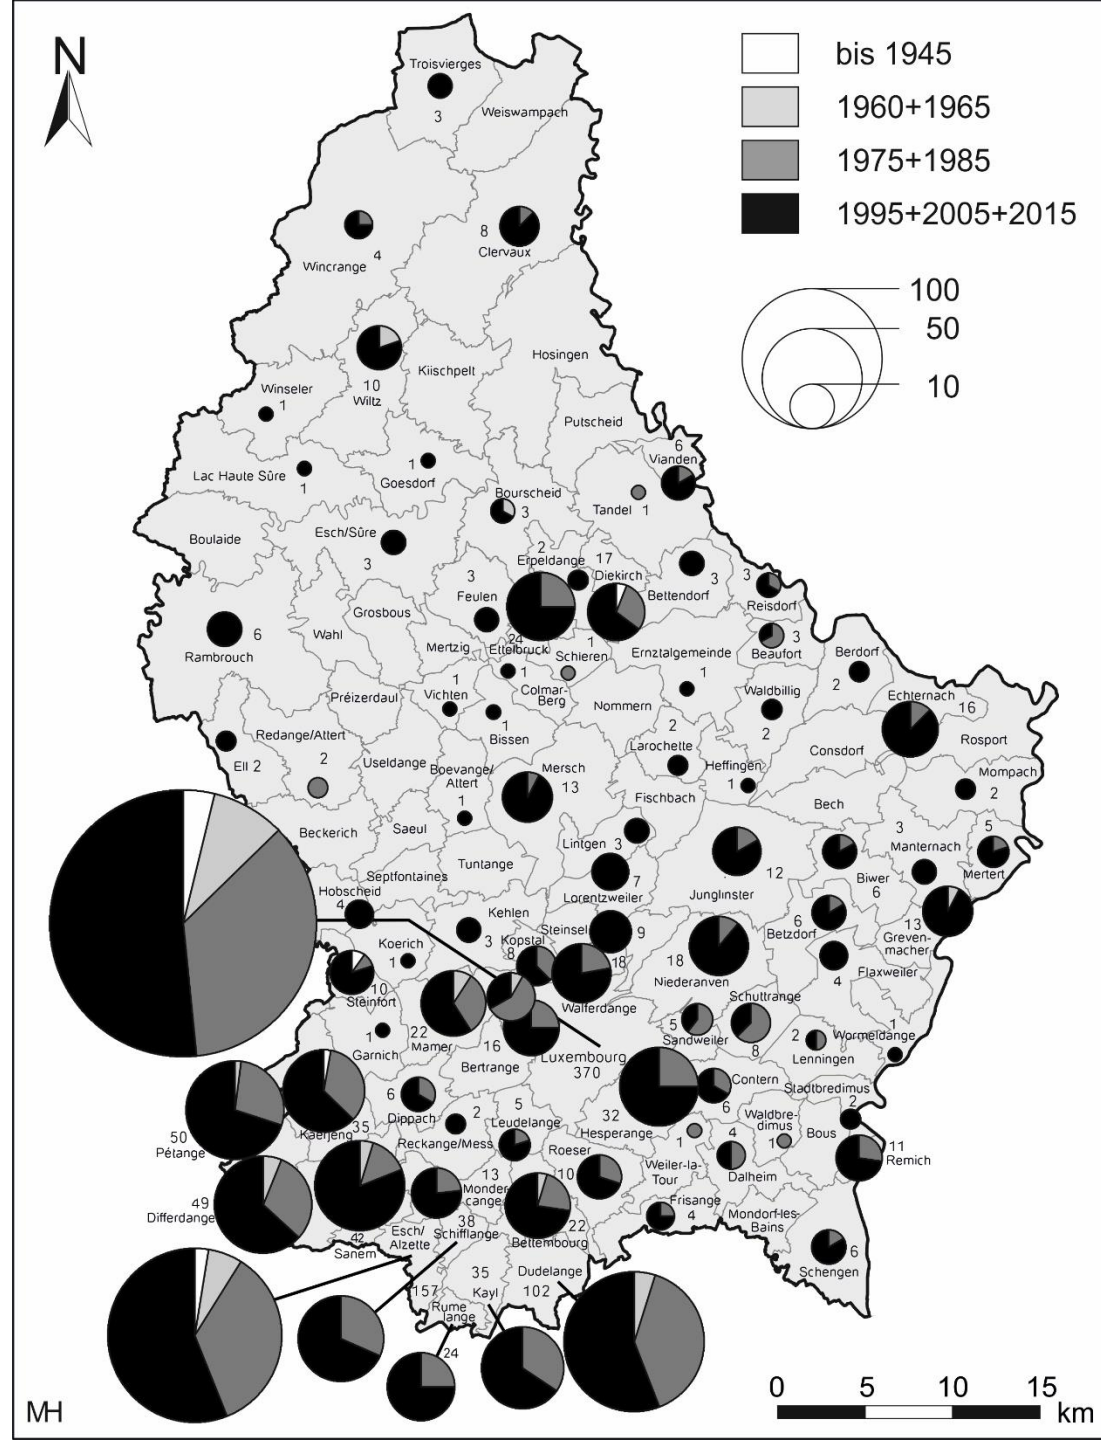 N
bis 1945
1960+1965
1975+1985
1995+2005+2015
100
50
10
Troisvierges
3
Weiswampach
8
Clervaux
Wincrange
4
Hosingen
Kiischpelt
10
Wiltz
Winseler
1
Putscheid
6
Vianden
Lac Haute Sûre
1
1
Goesdorf
Bourscheid
3
Tandel
1
Boulaide
Esch/Sûre
3
2
Erpeldange
17
Diekirch
3
Bettendorf
3
Reisdorf
3
Feulen
Grosbous
Wahl
6
Rambrouch
Mertzig
24
Ettelbruck
1
Schieren
Ernztalgemeinde
3
Beaufort
Berdorf
2
1
Colmar-
Berg
1
Vichten
Préizerdaul
1
Waldbillig
2
Echternach
16
Nommern
Rosport
1
Bissen
Redange/Attert
2
Ell 2
Useldange
2
Larochette
Heffingen
1
Consdorf
Mompach
2
Boevange/
Attert
1
Mersch
13
Fischbach
Bech
Beckerich
Saeul
Lintgen 3
3
Manternach
5
Mertert
Tuntange
Septfontaines
7
Lorentzweiler
Junglinster
12
Biwer
6
Hobscheid
4
Kehlen
3
Steinsel
9
6
Betzdorf
13
Greven-
macher
Koerich
1
Kopstal
8
18
Walferdange
18
Niederanven
4
Flaxweiler
10
Steinfort
Schuttrange
8
5
Sandweiler
1
Garnich
22
Mamer
16
Bertrange
Luxembourg
370
2
Lenningen
1
Wormeldange
Stadtbredimus
2
Contern
6
32
Hesperange
6
Dippach
2
Reckange/Mess
5
Leudelange
Waldbre-
dimus
1
Bous
11
Remich
50
Pétange
Kaerjeng
35
Roeser
10
1
Weiler-la-
Tour
4
Dalheim
13
Monder-
cange
49
Differdange
Frisange
4
Mondorf-les-
Bains
22
Bettembourg
6
Schengen
42
Sanem
Esch/
Alzette
38
Schifflange
157
35
Kayl
Dudelange
102
Rume
lange
24
MH
0
5
10
15
km